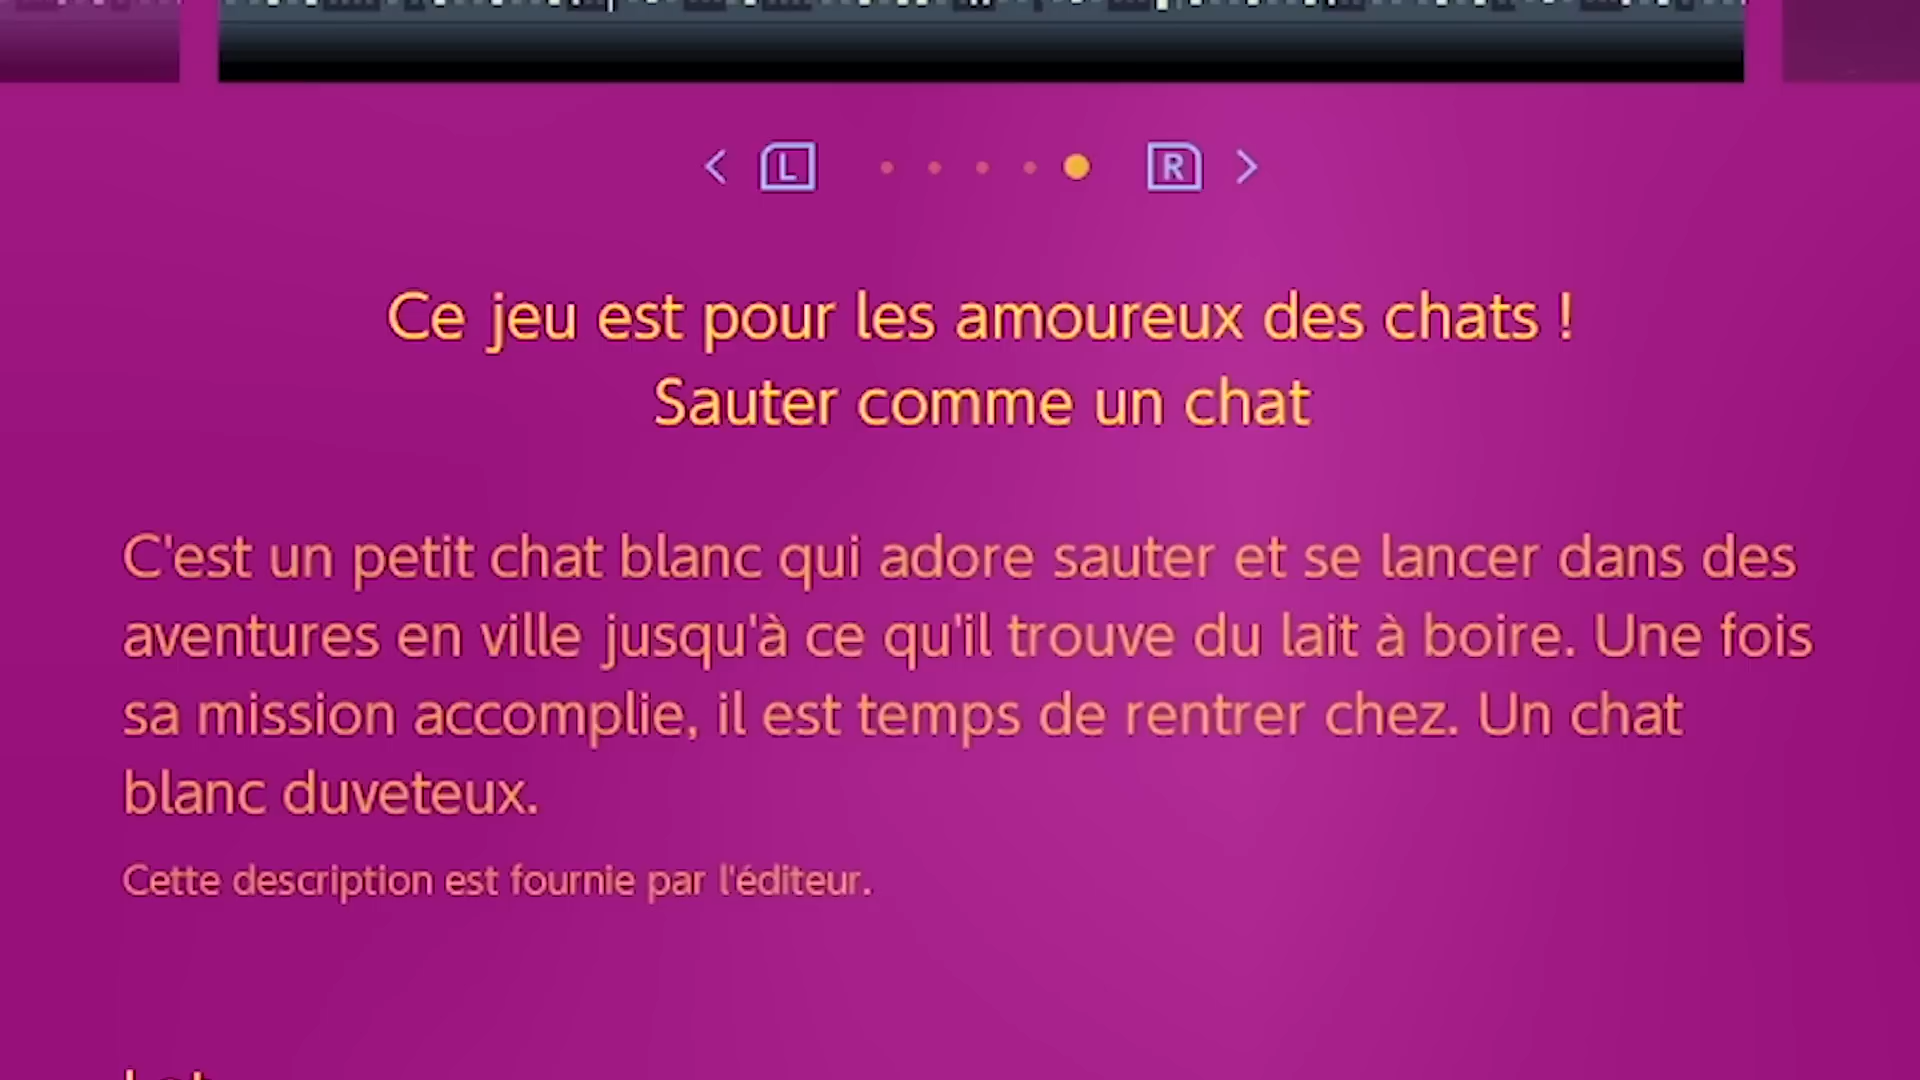 L R
Ce jeu est pour les amoureux des chats !
Sauter comme un chat
C'est un petit chat blanc qui adore sauter et se lancer dans des
aventures en ville jusqu'à ce qu'il trouve du lait à boire. Une fois
sa mission accomplie, il est temps de rentrer chez. Un chat
blanc duveteux.
Cette description est fournie par l'éditeur.